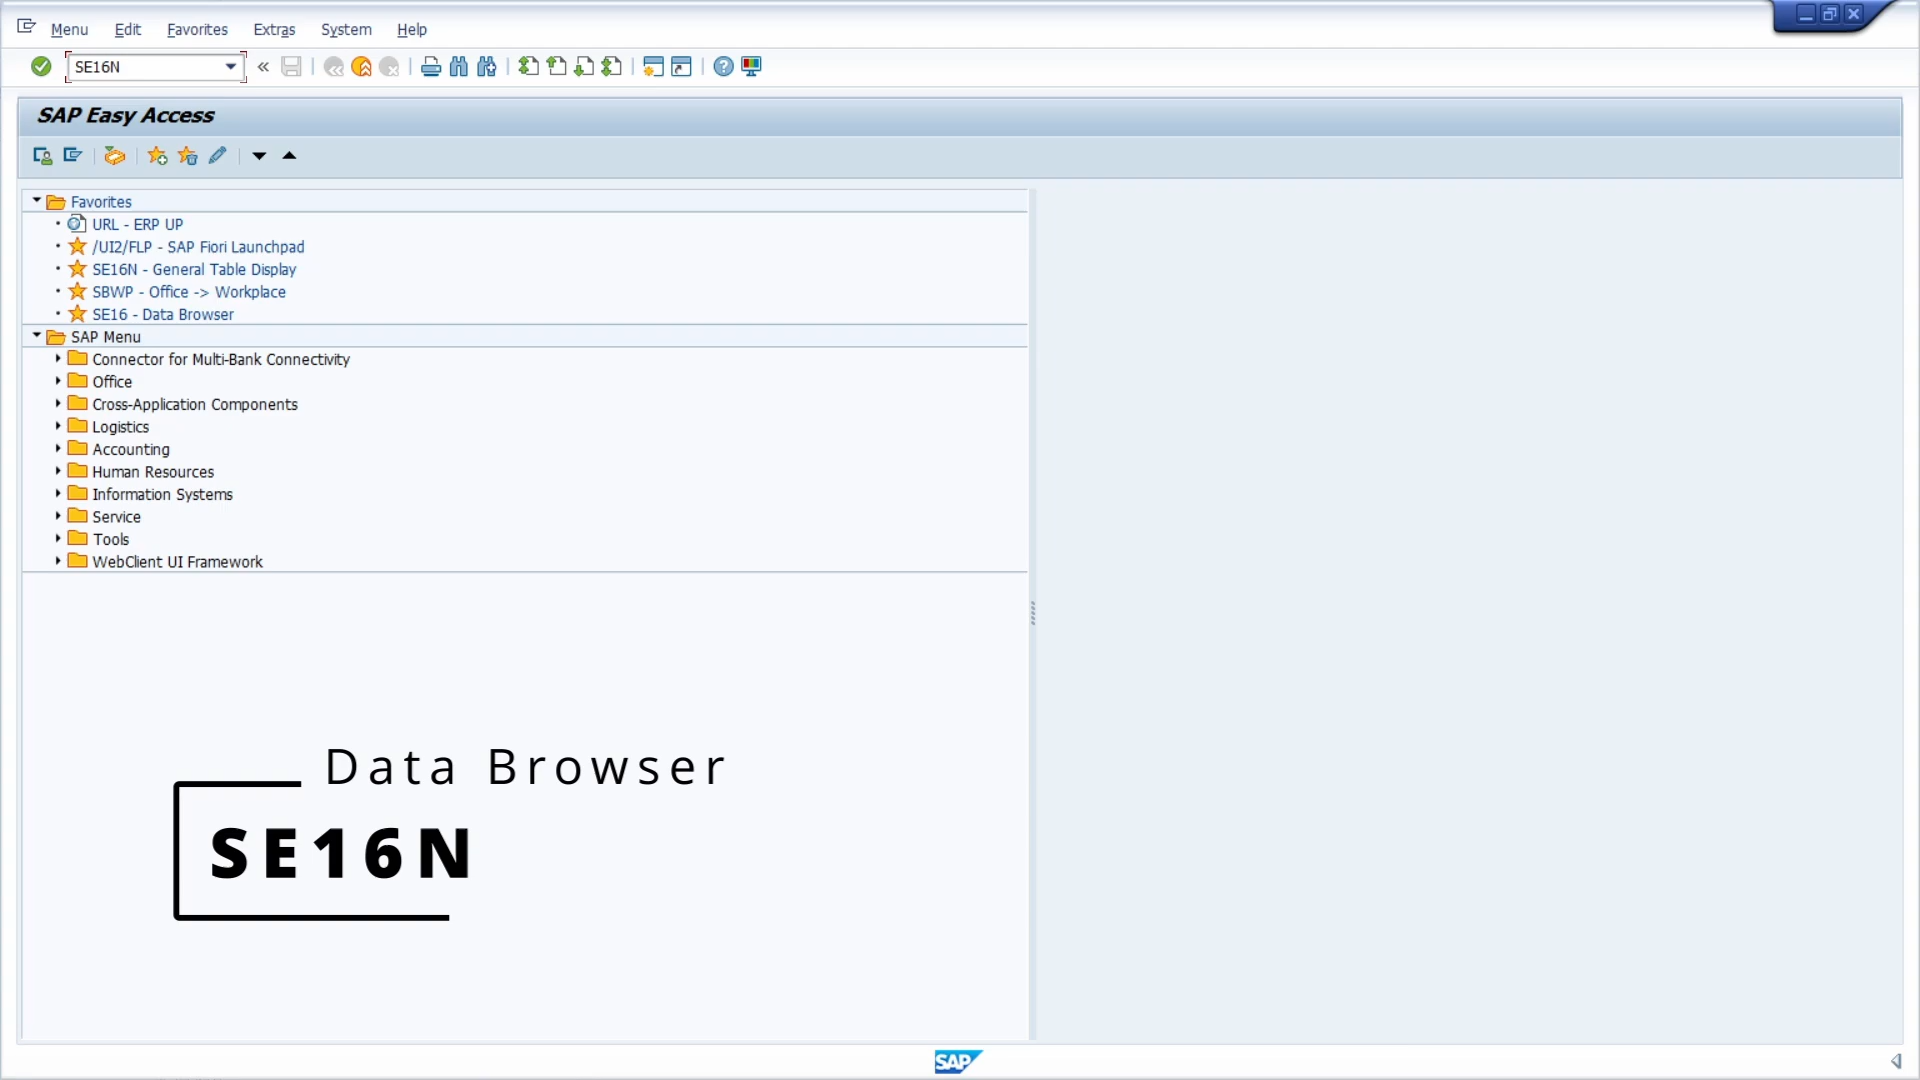 Menu Edit Favorites Extras System Help
SE16N
SAP Easy Access
Favorites
URL - ERP UP
/UI2/FLP - SAP Fiori Launchpad
SE16N - General Table Display
SBWP - Office -> Workplace
SE16 - Data Browser
SAP Menu
Connector for Multi-Bank Connectivity
Office
Cross-Application Components
Logistics
Accounting
Human Resources
Information Systems
Service
Tools
WebClient UI Framework
Data Browser
SE16N
SAP